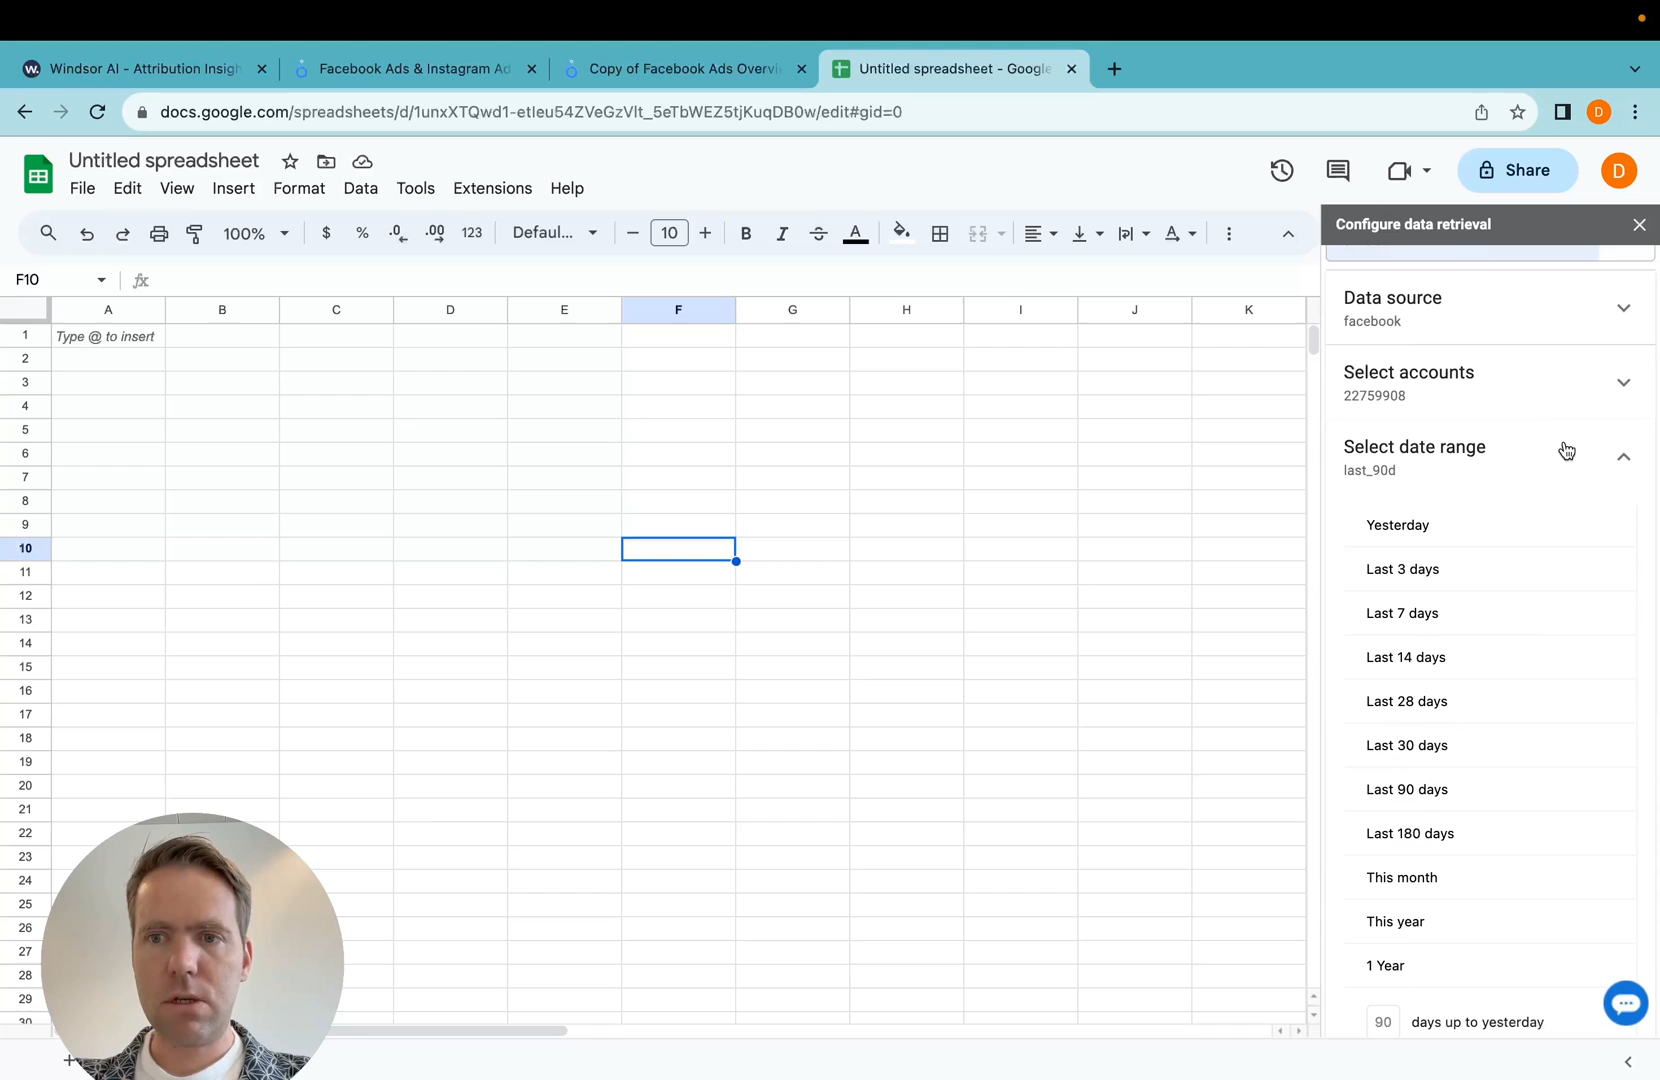 W. Windsor AI - Attribution Insigh
Facebook Ads & Instagram Ad
Copy of Facebook Ads Overvi
Untitled spreadsheet - Google
docs.google.com/spreadsheets/d/1unxXTQwd1-etIeu54ZVeGzVlt_5eTbWEZ5tjKuqDB0w/edit#gid=0
D
Untitled spreadsheet
File Edit View Insert Format Data Tools Extensions Help
Share
D
100% $ % .0 .00 123 Defaul... 10 B I S A
Configure data retrieval
F10 fx
A B C D E F G H I J K
1 Type @ to insert
2
3
4
5
6
7
8
9
10
11
12
13
14
15
16
17
18
19
20
21
22
23
24
25
26
27
28
29
30
Data source
facebook
Select accounts
22759908
Select date range
last_90d
Yesterday
Last 3 days
Last 7 days
Last 14 days
Last 28 days
Last 30 days
Last 90 days
Last 180 days
This month
This year
1 Year
90 days up to yesterday